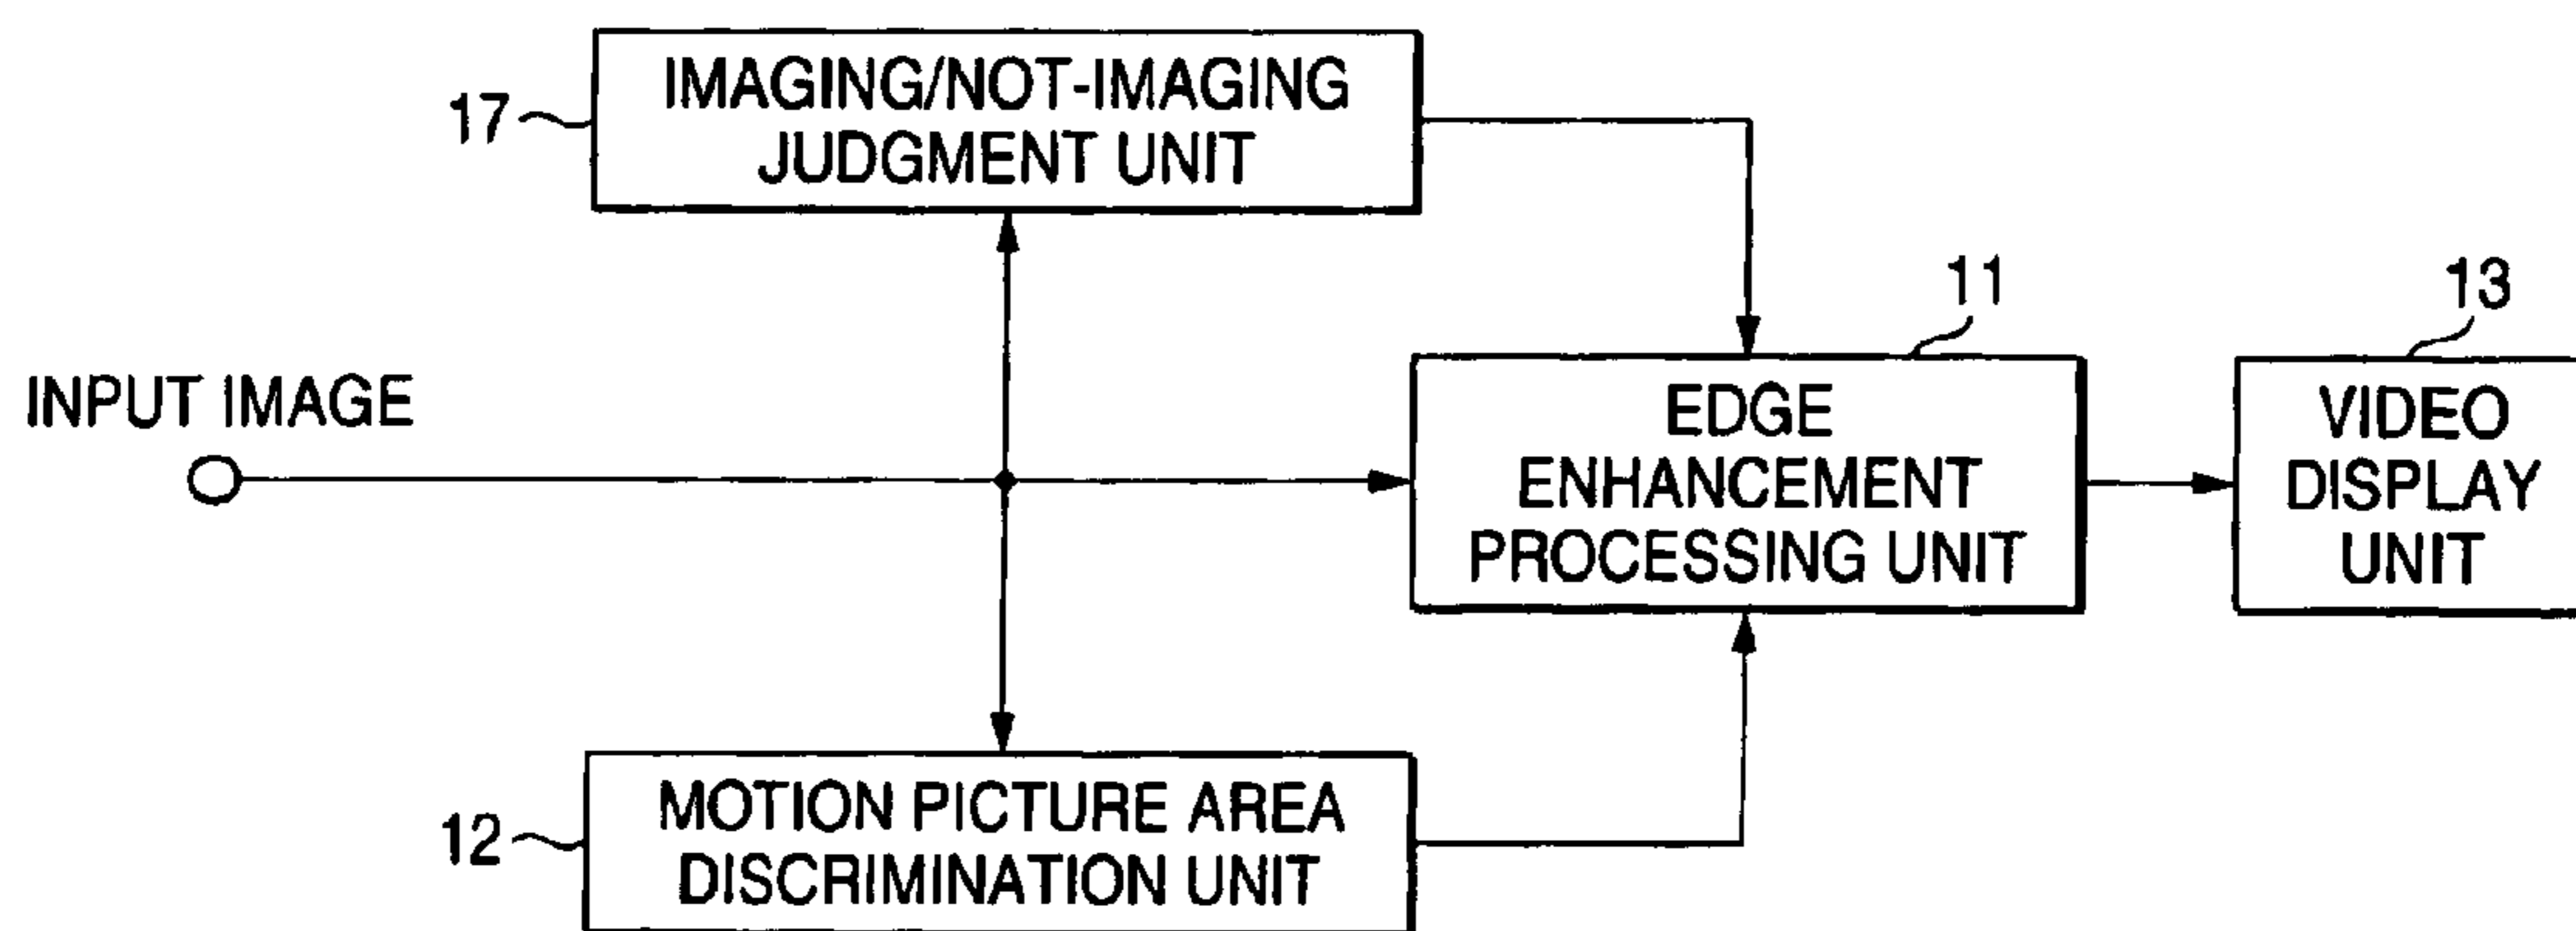 17
IMAGING/NOT-IMAGING
JUDGMENT UNIT
INPUT IMAGE
11
EDGE
ENHANCEMENT
PROCESSING UNIT
13
VIDEO
DISPLAY
UNIT
12
MOTION PICTURE AREA
DISCRIMINATION UNIT